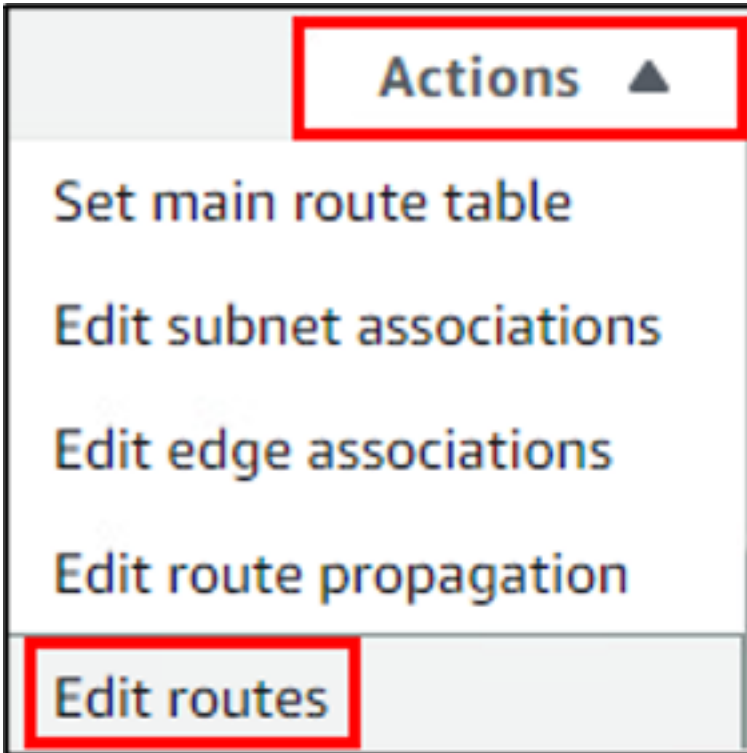 Actions
Set main route table
Edit subnet associations
Edit edge associations
Edit route propagation
Edit routes